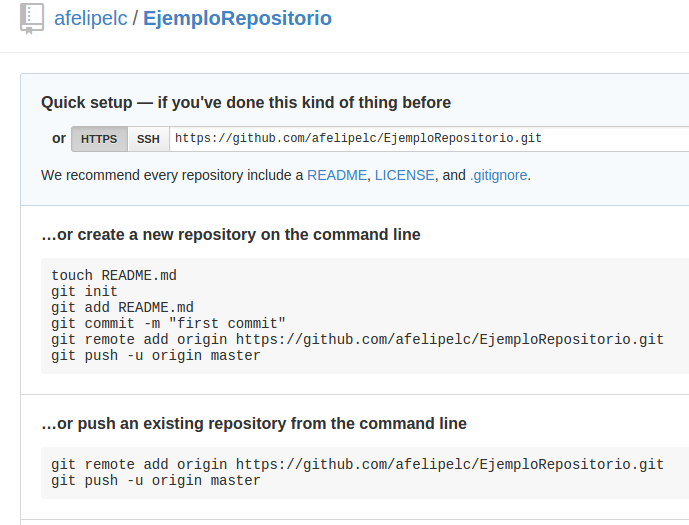 afelipelc / EjemploRepositorio
Quick setup — if you've done this kind of thing before
or HTTPS SSH https://github.com/afelipelc/EjemploRepositorio.git
We recommend every repository include a README, LICENSE, and .gitignore.
…or create a new repository on the command line
touch README.md
git init
git add README.md
git commit -m "first commit"
git remote add origin https://github.com/afelipelc/EjemploRepositorio.git
git push -u origin master
…or push an existing repository from the command line
git remote add origin https://github.com/afelipelc/EjemploRepositorio.git
git push -u origin master